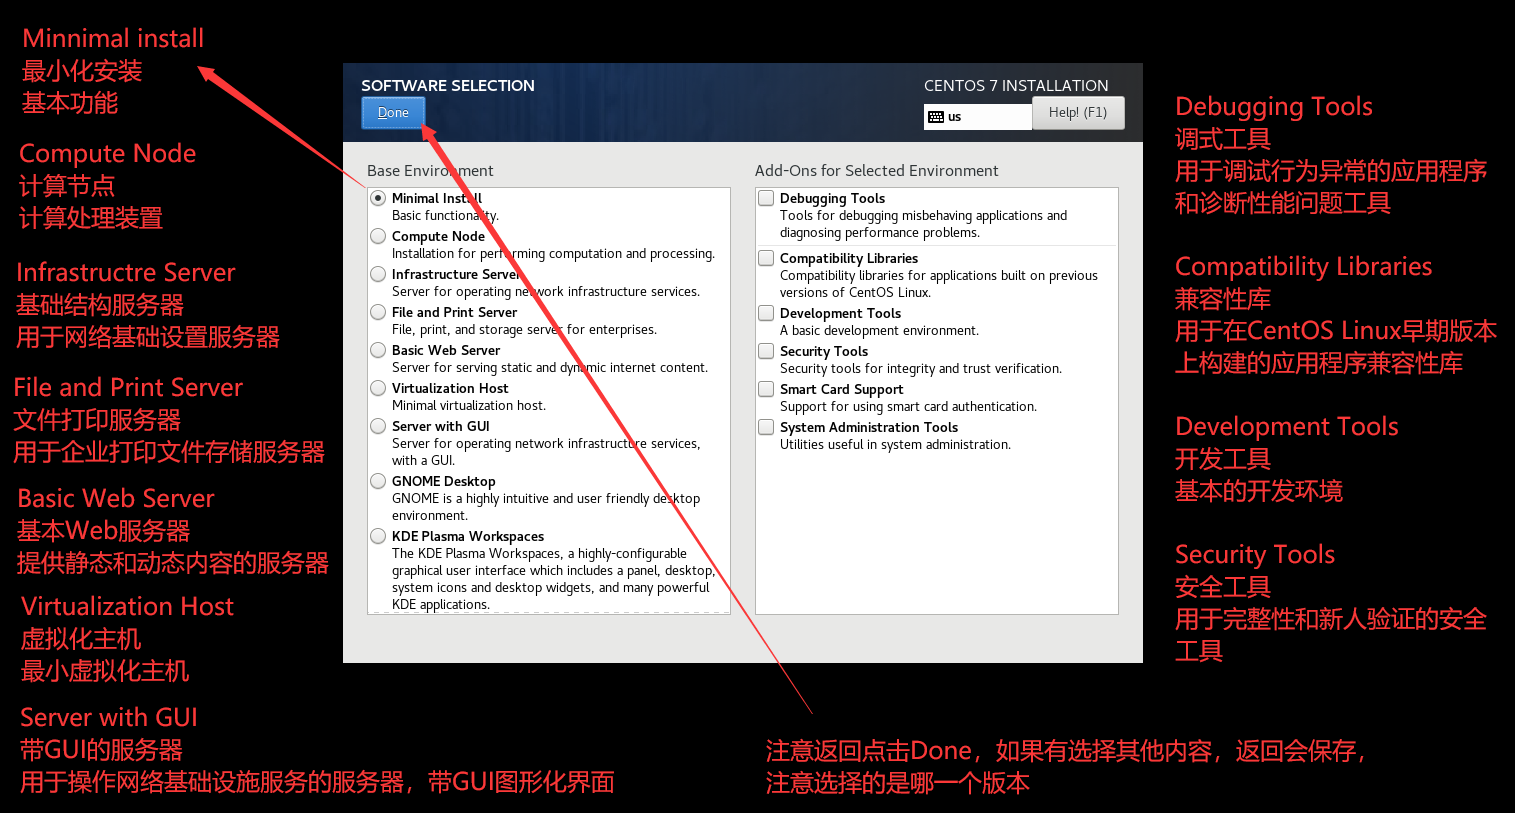 Minnimal install
最小化安装
基本功能
Compute Node
计算节点
计算处理装置
Infrastructre Server
基础结构服务器
用于网络基础设置服务器
File and Print Server
文件打印服务器
用于企业打印文件存储服务器
Basic Web Server
基本Web服务器
提供静态和动态内容的服务器
Virtualization Host
虚拟化主机
最小虚拟化主机
Server with GUI
带GUI的服务器
用于操作网络基础设施服务的服务器，带GUI图形化界面
SOFTWARE SELECTION
Done
CENTOS 7 INSTALLATION
us
Help! (F1)
Base Environment
Minimal Install
Basic functionality.
Compute Node
Installation for performing computation and processing.
Infrastructure Server
Server for operating network infrastructure services.
File and Print Server
File, print, and storage server for enterprises.
Basic Web Server
Server for serving static and dynamic internet content.
Virtualization Host
Minimal virtualization host.
Server with GUI
Server for operating network infrastructure services,
with a GUI.
GNOME Desktop
GNOME is a highly intuitive and user friendly desktop
environment.
KDE Plasma Workspaces
The KDE Plasma Workspaces, a highly-configurable
graphical user interface which includes a panel, desktop,
system icons and desktop widgets, and many powerful
KDE applications.
Add-Ons for Selected Environment
Debugging Tools
Tools for debugging misbehaving applications and
diagnosing performance problems.
Compatibility Libraries
Compatibility libraries for applications built on previous
versions of CentOS Linux.
Development Tools
A basic development environment.
Security Tools
Security tools for integrity and trust verification.
Smart Card Support
Support for using smart card authentication.
System Administration Tools
Utilities useful in system administration.
Debugging Tools
调式工具
用于调试行为异常的应用程序
和诊断性能问题工具
Compatibility Libraries
兼容性库
用于在CentOS Linux早期版本
上构建的应用程序兼容性库
Development Tools
开发工具
基本的开发环境
Security Tools
安全工具
用于完整性和新人验证的安全
工具
注意返回点击Done，如果有选择其他内容，返回会保存，
注意选择的是哪一个版本